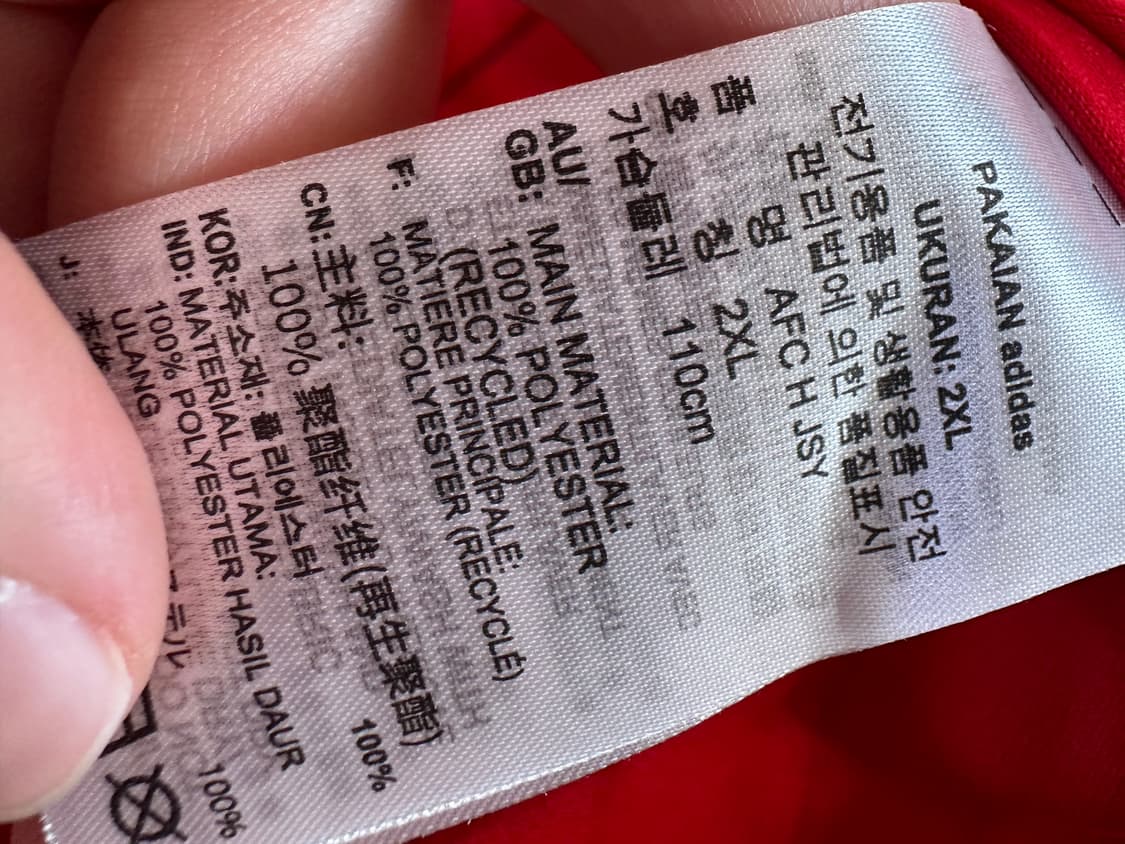 PAKAIAN adidas
UKURAN: 2XL
전기용품 및 생활용품 안전
관리법에 의한 품질표시
품 명 AFC H JSY
호 칭 2XL
가슴둘레 110cm
AU/
GB: MAIN MATERIAL:
100% POLYESTER
(RECYCLED)
F: MATIERE PRINCIPALE:
100% POLYESTER (RECYCLÉ)
CN: 主料:
100% 聚酯纤维(再生聚酯)
KOR: 주소재: 폴리에스터 100%
IND: MATERIAL UTAMA:
100% POLYESTER HASIL DAUR
ULANG
J: 本体
100%